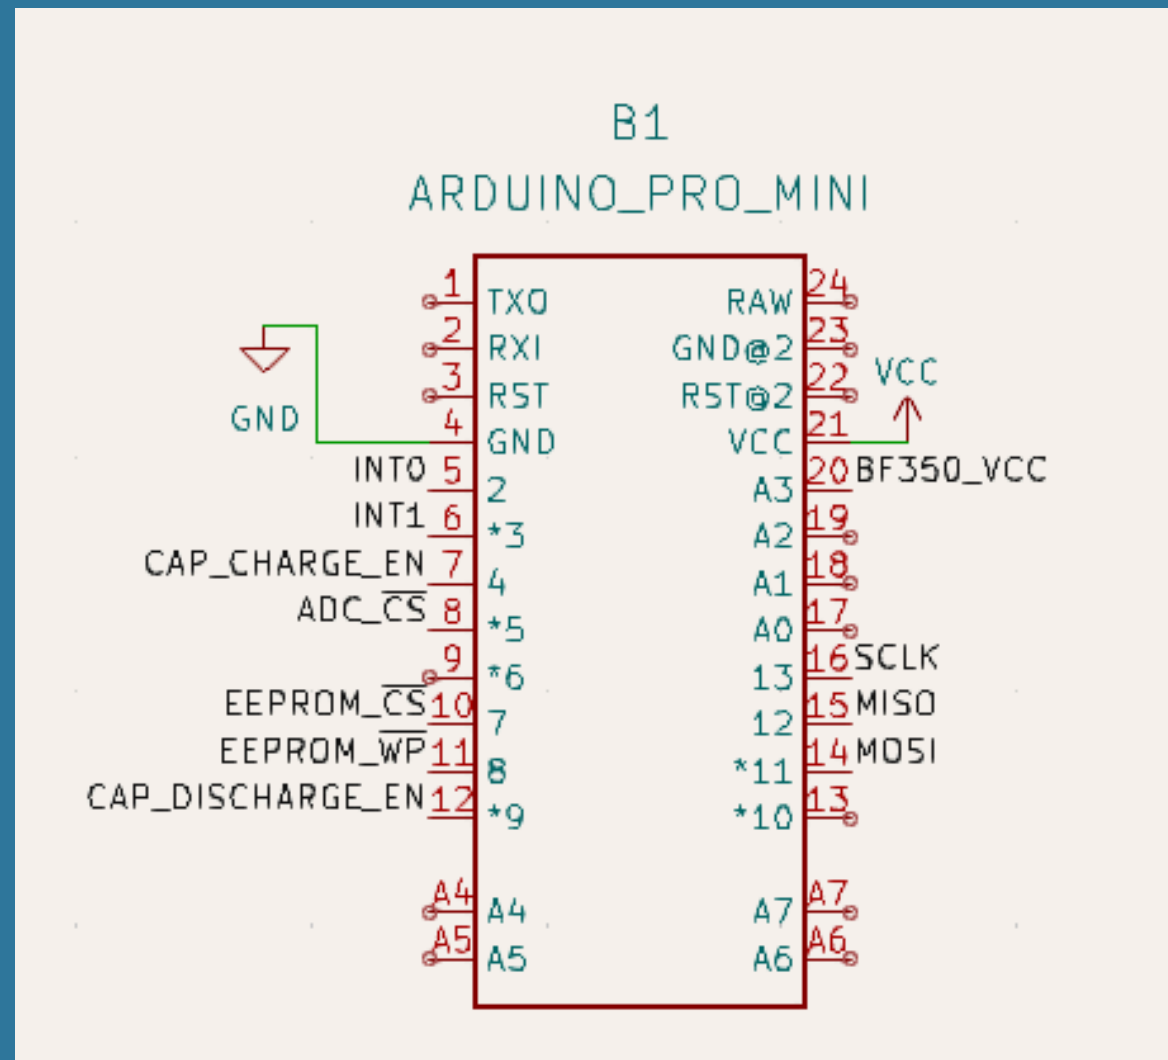 B1
ARDUINO_PRO_MINI
1 TXO RAW 24
2 RXI GND@2 23
3 RST RST@2 22 VCC
GND 4 GND VCC 21
INT0 5 2 A3 20 BF350_VCC
INT1 6 *3 A2 19
CAP_CHARGE_EN 7 4 A1 18
ADC_CS 8 *5 A0 17
9 *6 13 16 SCLK
EEPROM_CS 10 7 12 15 MISO
EEPROM_WP 11 8 *11 14 MOSI
CAP_DISCHARGE_EN 12 *9 *10 13
A4 A4 A7 A7
A5 A5 A6 A6